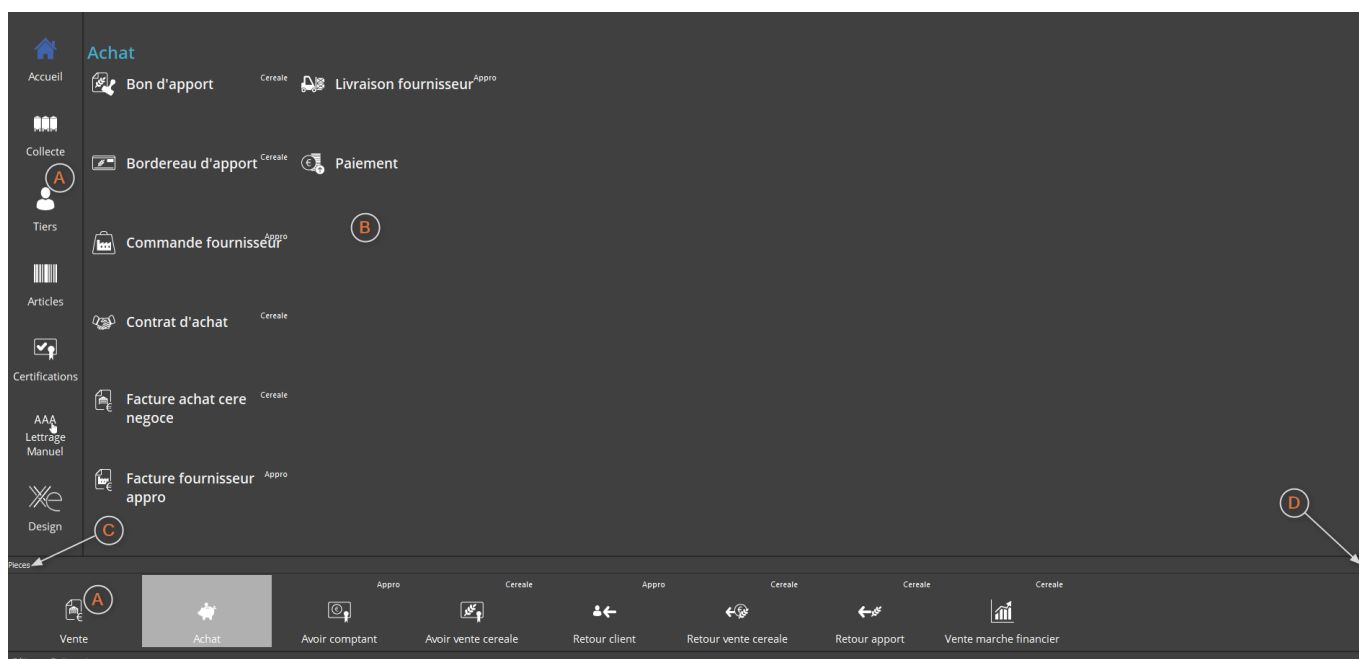 Accueil
Collecte
A
Tiers
Articles
Certifications
AAA
Lettrage
Manuel
Xe
Design
Achat
Bon d'apport Cereale
Livraison fournisseur Appro
Bordereau d'apport Cereale
Paiement
B
Commande fournisseur Appro
Contrat d'achat Cereale
Facture achat cere Cereale
negoce
Facture fournisseur Appro
appro
C
D
Pieces
A
Vente
Achat
Appro
Avoir comptant
Cereale
Avoir vente cereale
Appro
Retour client
Cereale
Retour vente cereale
Cereale
Retour apport
Cereale
Vente marche financier